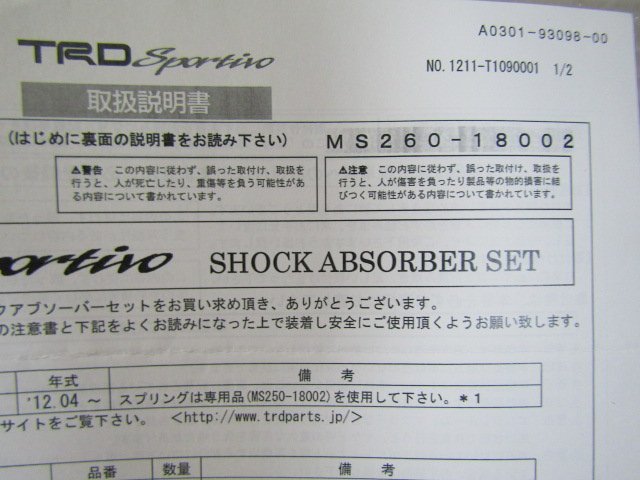 A0301-93098-00
TRD Sportivo
NO. 1211-T1090001 1/2
取扱説明書
(はじめに裏面の説明書をお読み下さい) MS260-18002
⚠警告 この内容に従わず、誤った取付け、取扱を
行うと、人が死亡したり、重傷等を負う可能性があ
る内容について書かれています。
⚠注意 この内容に従わず、誤った取付け、取扱を行
うと、人が傷害を負ったり製品等の物的損害に結
びつく可能性がある内容について書かれています。
portivo SHOCK ABSORBER SET
クアブソーバーセットをお買い求め頂き、ありがとうございます。
の注意書と下記をよくお読みになった上で装着し安全にご使用頂くようお願い致します。
年式 備考
'12.04 ~ スプリングは専用品(MS250-18002)を使用して下さい。*1
サイトをご覧下さい。 <http://www.trdparts.jp/>
品番 数量 備考